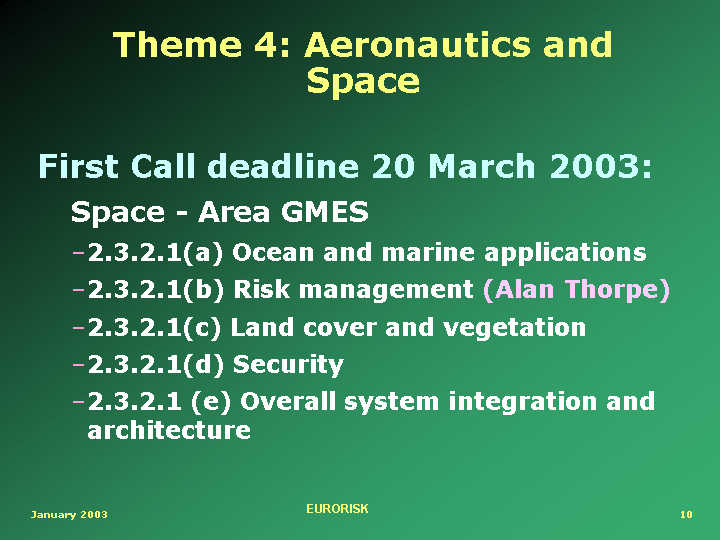 Theme 4: Aeronautics and
Space
First Call deadline 20 March 2003:
Space - Area GMES
–2.3.2.1(a) Ocean and marine applications
–2.3.2.1(b) Risk management (Alan Thorpe)
–2.3.2.1(c) Land cover and vegetation
–2.3.2.1(d) Security
–2.3.2.1 (e) Overall system integration and
architecture
January 2003
EURORISK
10